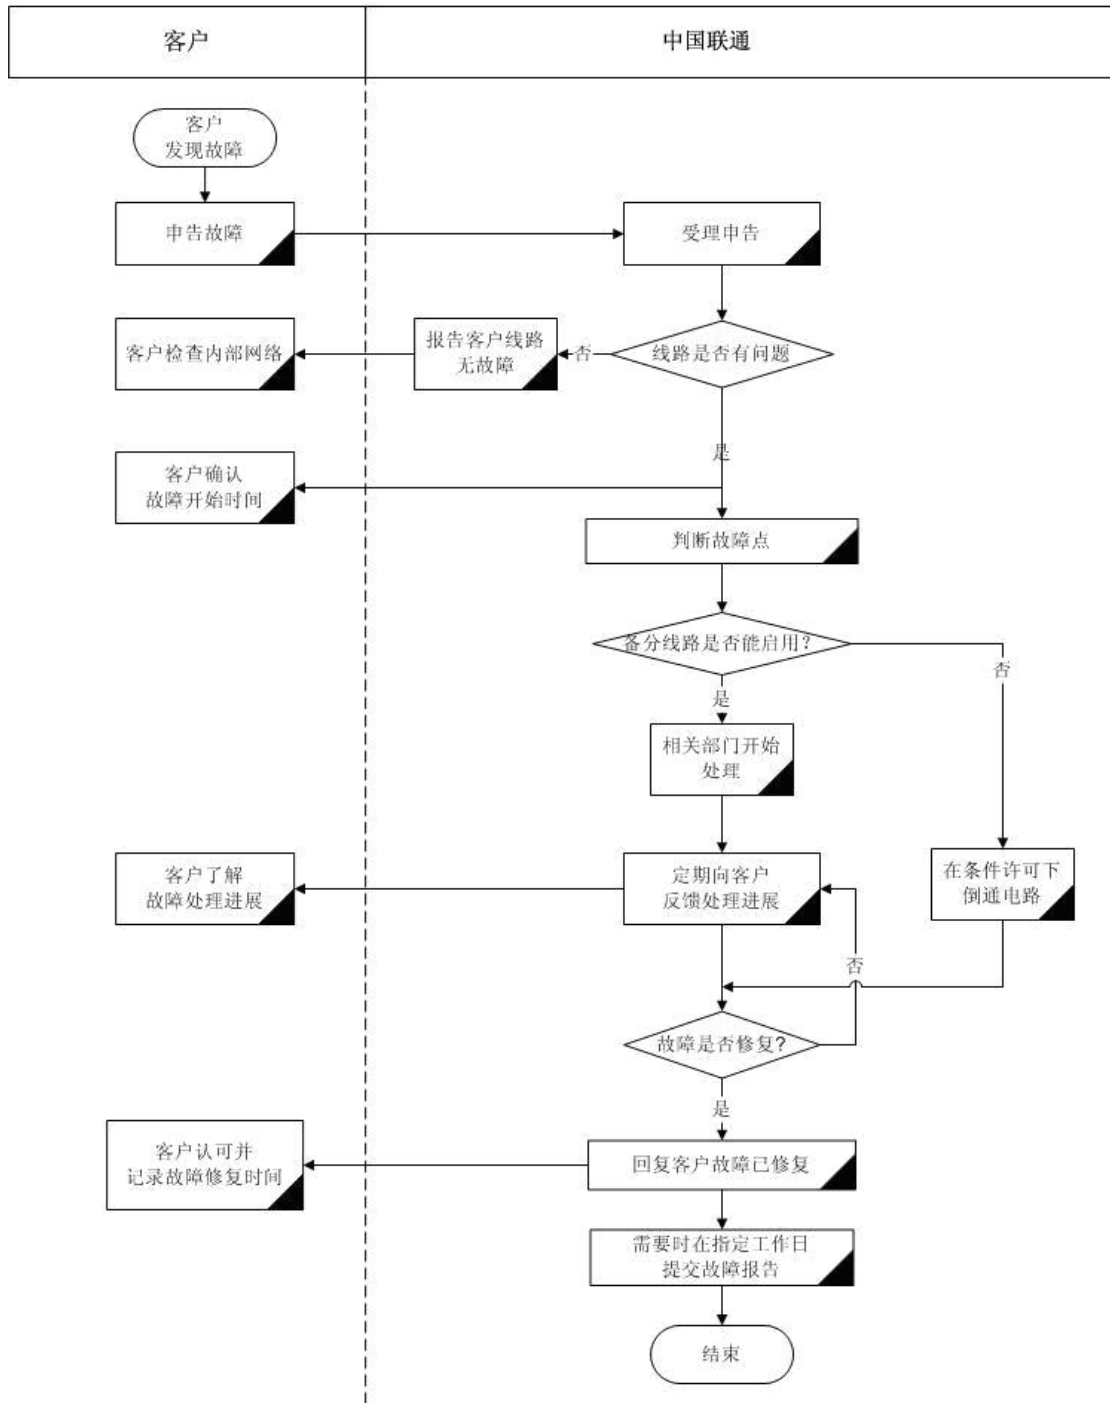 客户
中国联通
客户
发现故障
申告故障
受理申告
客户检查内部网络
报告客户线路
无故障
否
线路是否有问题
是
客户确认
故障开始时间
判断故障点
备分线路是否能启用？
否
是
相关部门开始
处理
客户了解
故障处理进展
定期向客户
反馈处理进展
在条件许可下
倒通电路
否
故障是否修复？
是
客户认可并
记录故障修复时间
回复客户故障已修复
需要时在指定工作日
提交故障报告
结束